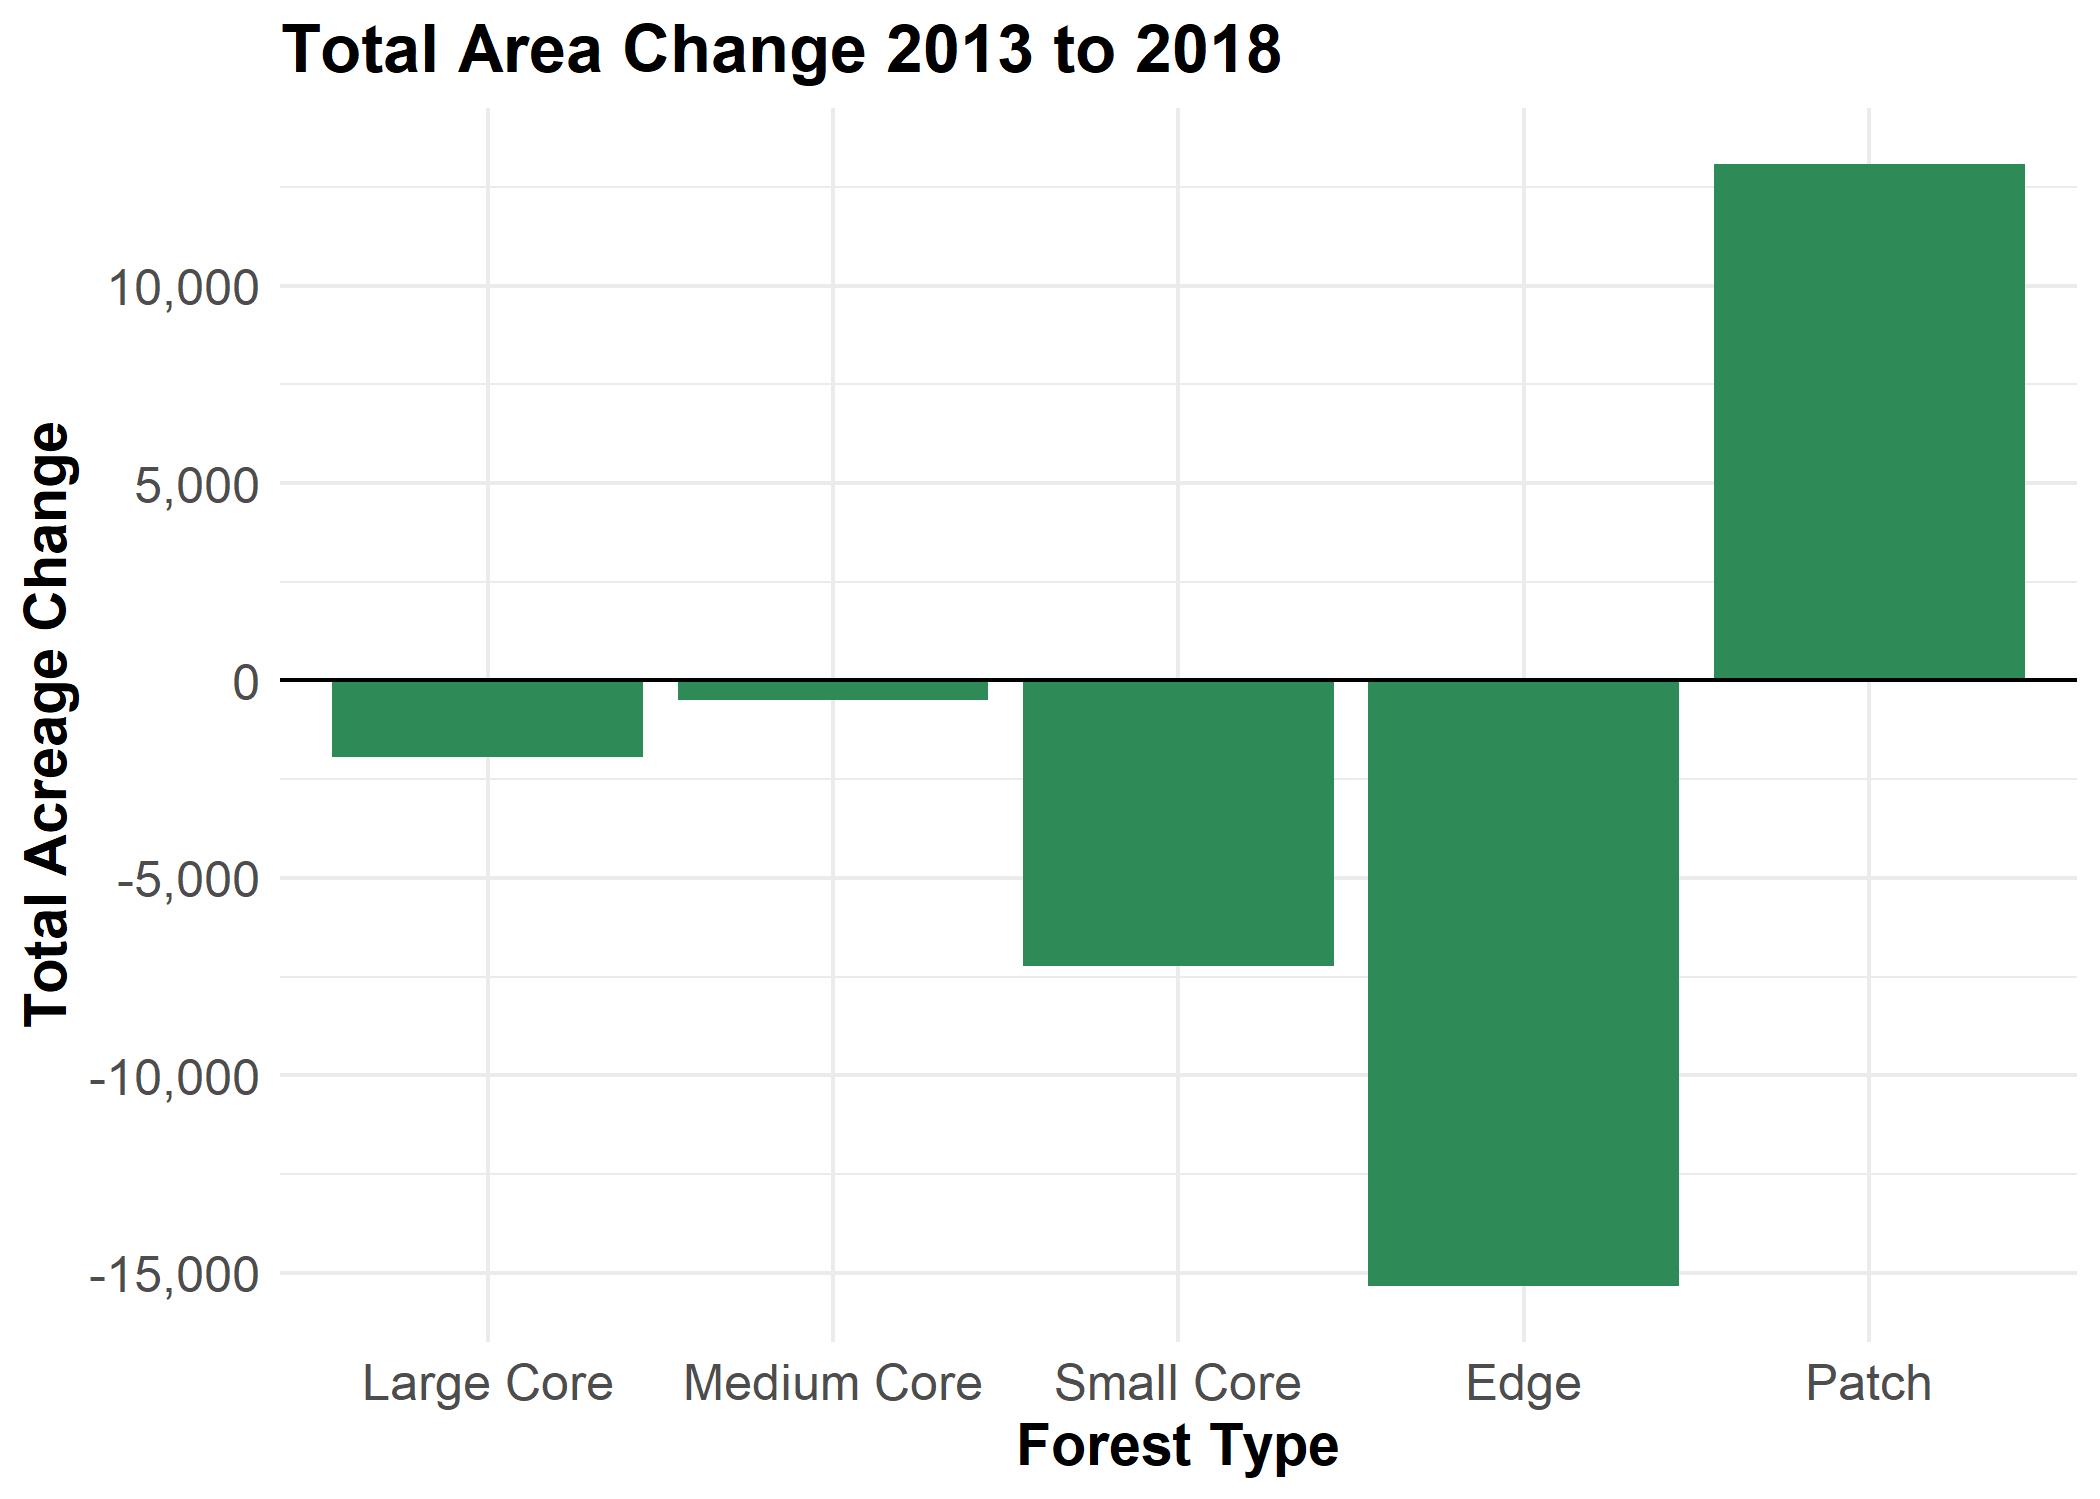 Total Area Change 2013 to 2018
Total Acreage Change
10,000
5,000
0
-5,000
-10,000
-15,000
Large Core
Medium Core
Small Core
Edge
Patch
Forest Type